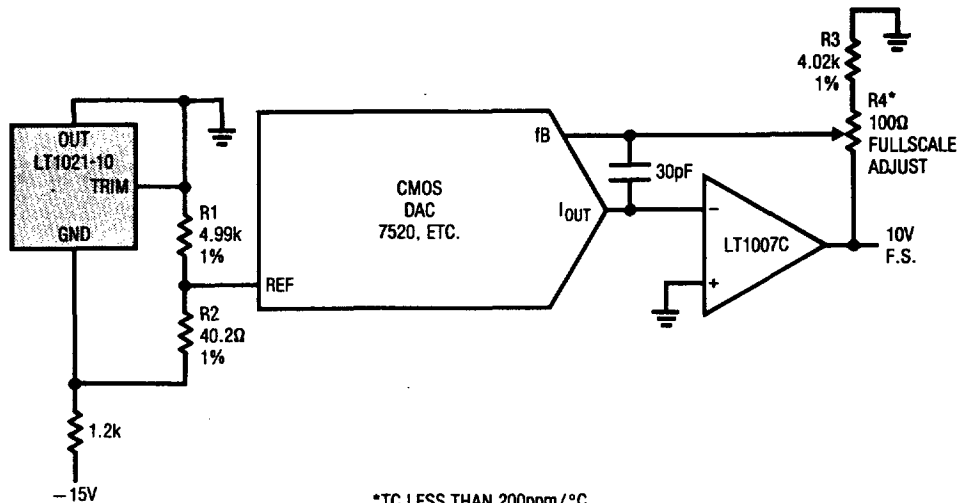 OUT
LT1021-10
TRIM
GND
R1
4.99k
1%
R2
40.2Ω
1%
1.2k
−15V
REF
CMOS
DAC
7520, ETC.
fB
IOUT
30pF
R3
4.02k
1%
R4*
100Ω
FULLSCALE
ADJUST
−
+
LT1007C
10V
F.S.
*TC LESS THAN 200ppm/°C